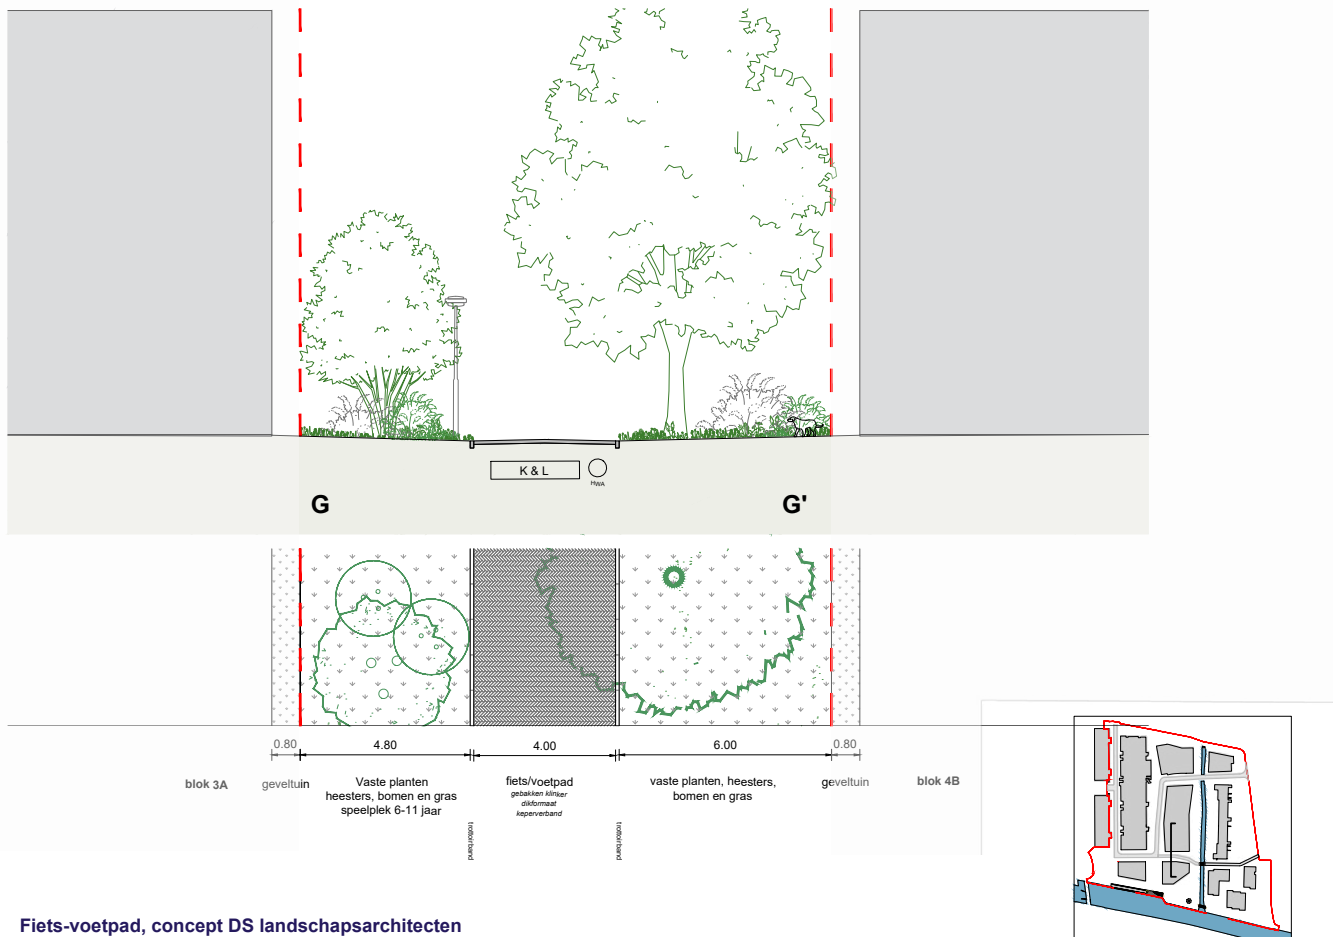 K & L
HWA
G
G'
0.80
4.80
4.00
6.00
0.80
blok 3A
geveltuin
Vaste planten
heesters, bomen en gras
speelplek 6-11 jaar
fiets/voetpad
gebakken klinker
dikformaat
keperverband
vaste planten, heesters,
bomen en gras
geveltuin
blok 4B
trottoirband
trottoirband
Fiets-voetpad, concept DS landschapsarchitecten